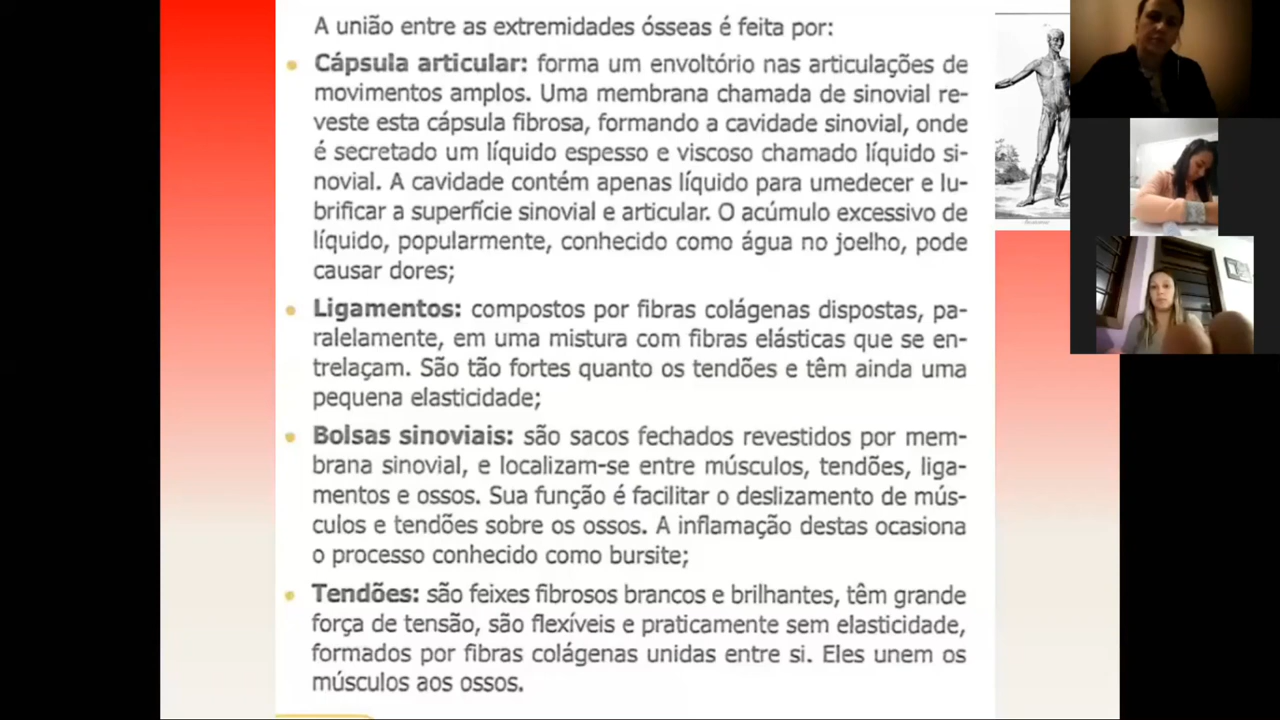 A união entre as extremidades ósseas é feita por:
Cápsula articular: forma um envoltório nas articulações de
movimentos amplos. Uma membrana chamada de sinovial re-
veste esta cápsula fibrosa, formando a cavidade sinovial, onde
é secretado um líquido espesso e viscoso chamado líquido si-
novial. A cavidade contém apenas líquido para umedecer e lu-
brificar a superfície sinovial e articular. O acúmulo excessivo de
líquido, popularmente, conhecido como água no joelho, pode
causar dores;
Ligamentos: compostos por fibras colágenas dispostas, pa-
ralelamente, em uma mistura com fibras elásticas que se en-
trelaçam. São tão fortes quanto os tendões e têm ainda uma
pequena elasticidade;
Bolsas sinoviais: são sacos fechados revestidos por mem-
brana sinovial, e localizam-se entre músculos, tendões, liga-
mentos e ossos. Sua função é facilitar o deslizamento de mús-
culos e tendões sobre os ossos. A inflamação destas ocasiona
o processo conhecido como bursite;
Tendões: são feixes fibrosos brancos e brilhantes, têm grande
força de tensão, são flexíveis e praticamente sem elasticidade,
formados por fibras colágenas unidas entre si. Eles unem os
músculos aos ossos.